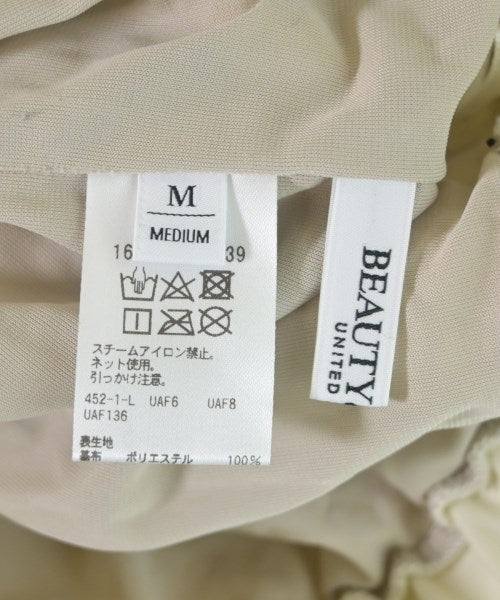 M
MEDIUM
16 39
スチームアイロン禁止。
ネット使用。
引っかけ注意。
452-1-L UAF6 UAF8
UAF136
表生地
基布 ポリエステル 100%
BEAUTY
UNITED